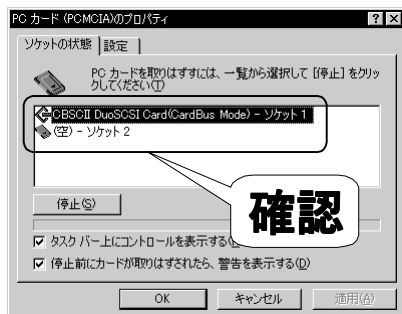 PC カード (PCMCIA)のプロパティ
ソケットの状態
設定
PC カードを取りはずすには、一覧から選択して [停止] をクリッ
クしてください(T)
CBSCII DuoSCSI Card(CardBus Mode) - ソケット 1
(空) - ソケット 2
停止(S)
確認
タスク バー上にコントロールを表示する
停止前にカードが取りはずされたら、警告を表示する(D)
OK
キャンセル
適用(A)